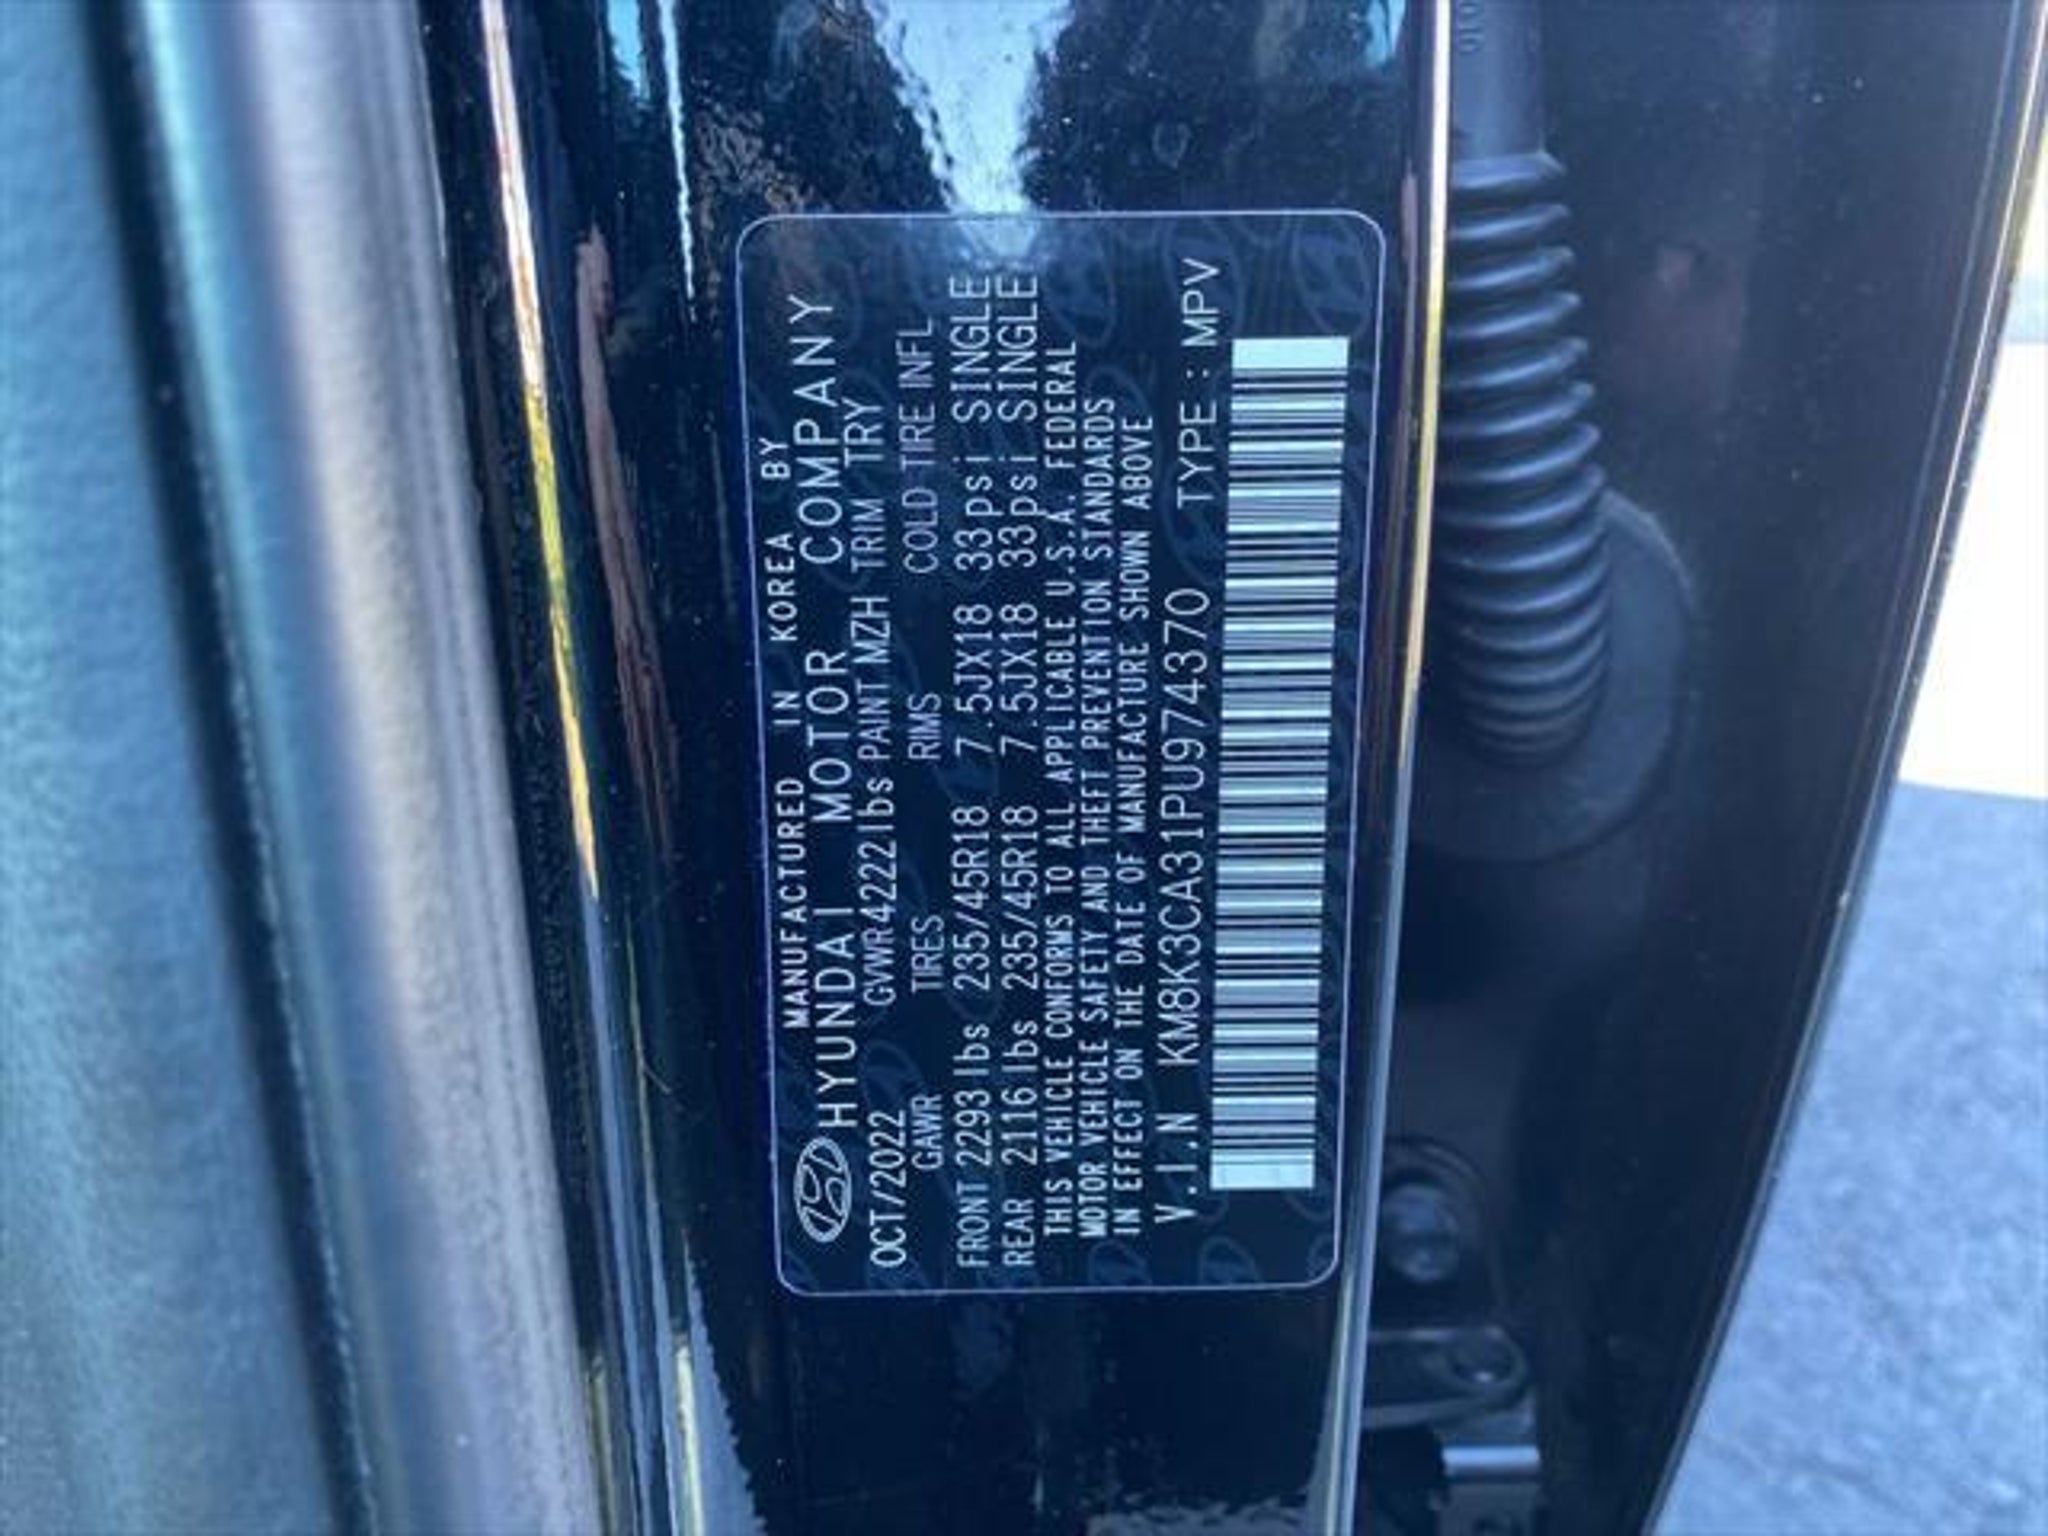 MANUFACTURED IN KOREA BY
HYUNDAI MOTOR COMPANY
OCT/2022 GVWR4222lbs PAINT MZH TRIM TRY
GAWR TIRES RIMS COLD TIRE INFL
FRONT 2293lbs 235/45R18 7.5JX18 33psi SINGLE
REAR 2116lbs 235/45R18 7.5JX18 33psi SINGLE
THIS VEHICLE CONFORMS TO ALL APPLICABLE U.S.A. FEDERAL
MOTOR VEHICLE SAFETY AND THEFT PREVENTION STANDARDS
IN EFFECT ON THE DATE OF MANUFACTURE SHOWN ABOVE
V.I.N KM8K3CA31PU974370 TYPE : MPV